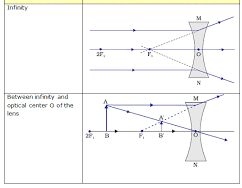 Infinity
M
2F₁
F₁
O
N
Between infinity and
optical center O of the
lens
A
M
A'
2F₁
B
F₁
B'
O
N